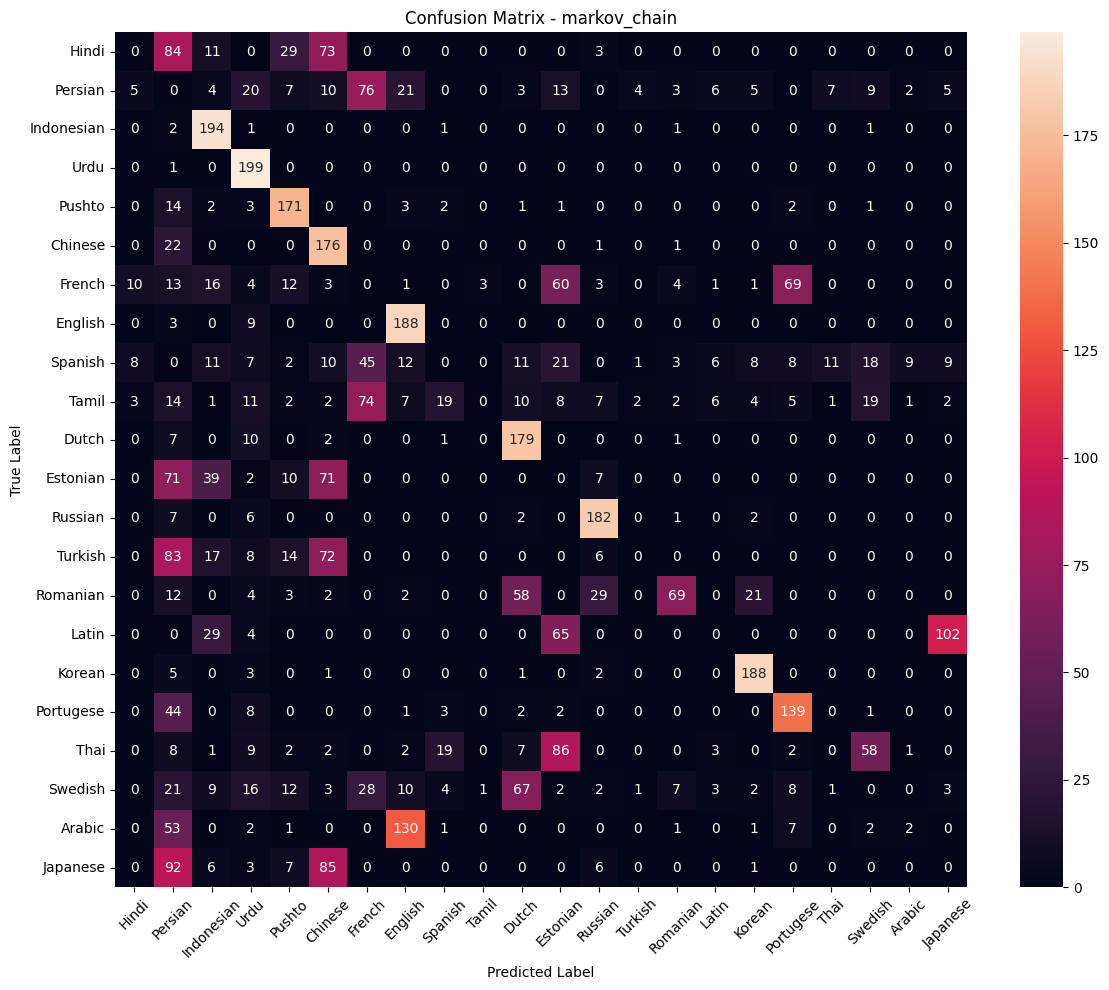 Confusion Matrix - markov_chain
Hindi 0 84 11 0 29 73 0 0 0 0 0 0 3 0 0 0 0 0 0 0 0 0
Persian 5 0 4 20 7 10 76 21 0 0 3 13 0 4 3 6 5 0 7 9 2 5
Indonesian 0 2 194 1 0 0 0 0 1 0 0 0 0 0 1 0 0 0 0 1 0 0
Urdu 0 1 0 199 0 0 0 0 0 0 0 0 0 0 0 0 0 0 0 0 0 0
Pushto 0 14 2 3 171 0 0 3 2 0 1 1 0 0 0 0 0 2 0 1 0 0
Chinese 0 22 0 0 0 176 0 0 0 0 0 0 1 0 1 0 0 0 0 0 0 0
French 10 13 16 4 12 3 0 1 0 3 0 60 3 0 4 1 1 69 0 0 0 0
English 0 3 0 9 0 0 0 188 0 0 0 0 0 0 0 0 0 0 0 0 0 0
Spanish 8 0 11 7 2 10 45 12 0 0 11 21 0 1 3 6 8 8 11 18 9 9
Tamil 3 14 1 11 2 2 74 7 19 0 10 8 7 2 2 6 4 5 1 19 1 2
Dutch 0 7 0 10 0 2 0 0 1 0 179 0 0 0 1 0 0 0 0 0 0 0
Estonian 0 71 39 2 10 71 0 0 0 0 0 0 7 0 0 0 0 0 0 0 0 0
Russian 0 7 0 6 0 0 0 0 0 0 2 0 182 0 1 0 2 0 0 0 0 0
Turkish 0 83 17 8 14 72 0 0 0 0 0 0 6 0 0 0 0 0 0 0 0 0
Romanian 0 12 0 4 3 2 0 2 0 0 58 0 29 0 69 0 21 0 0 0 0 0
Latin 0 0 29 4 0 0 0 0 0 0 0 65 0 0 0 0 0 0 0 0 0 102
Korean 0 5 0 3 0 1 0 0 0 0 1 0 2 0 0 0 188 0 0 0 0 0
Portugese 0 44 0 8 0 0 0 1 3 0 2 2 0 0 0 0 0 139 0 1 0 0
Thai 0 8 1 9 2 2 0 2 19 0 7 86 0 0 0 3 0 2 0 58 1 0
Swedish 0 21 9 16 12 3 28 10 4 1 67 2 2 1 7 3 2 8 1 0 0 3
Arabic 0 53 0 2 1 0 0 130 1 0 0 0 0 0 1 0 1 7 0 2 2 0
Japanese 0 92 6 3 7 85 0 0 0 0 0 0 6 0 0 0 1 0 0 0 0 0
Hindi Persian Indonesian Urdu Pushto Chinese French English Spanish Tamil Dutch Estonian Russian Turkish Romanian Latin Korean Portugese Thai Swedish Arabic Japanese
Predicted Label
True Label
175
150
125
100
75
50
25
0